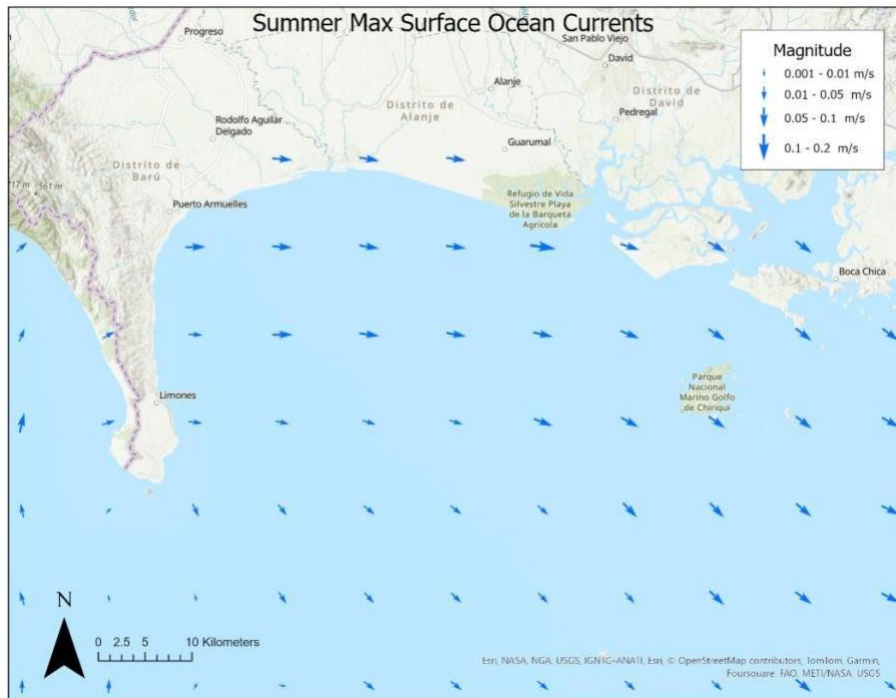 Summer Max Surface Ocean Currents
Progreso
San Pablo Viejo
David
Magnitude
0.001 - 0.01 m/s
0.01 - 0.05 m/s
0.05 - 0.1 m/s
0.1 - 0.2 m/s
Alanje
Distrito de
Alanje
Distrito de
David
Pedregal
Rodolfo Aguilar
Delgado
Guarumal
Distrito de
Barú
Refugio de Vida
Silvestre Playa
de la Barqueta
Agrícola
Puerto Armuelles
Boca Chica
Parque
Nacional
Marino Golfo
de Chiriquí
Limones
N
0 2.5 5 10 Kilometers
Esri, NASA, NGA, USGS, Esri, © OpenStreetMap contributors, TomTom, Garmin,
Foursquare, FAO, METI/NASA, USGS